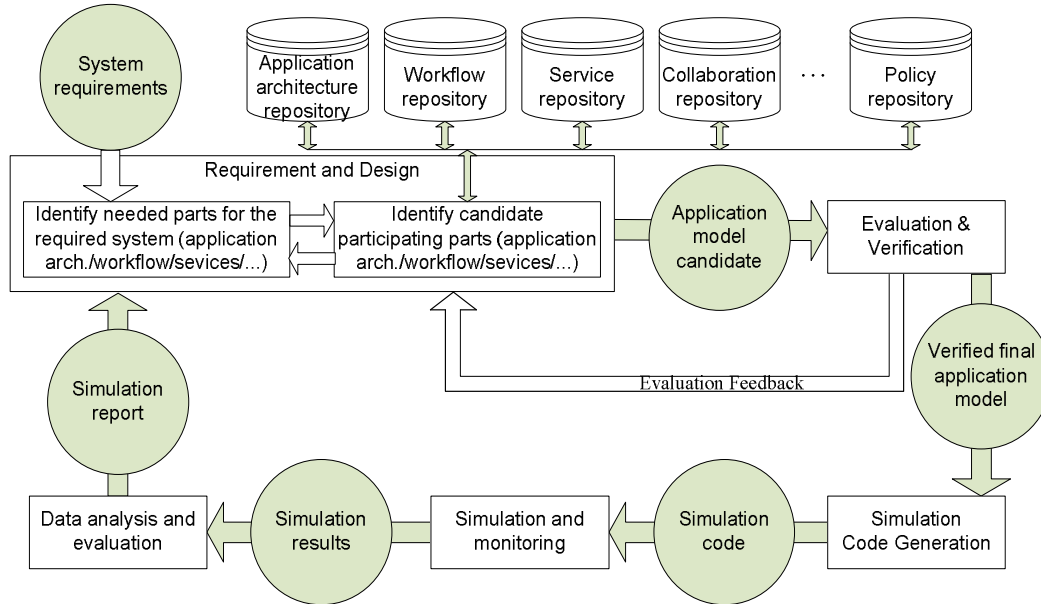 System
requirements
Application
architecture
repository
Workflow
repository
Service
repository
Collaboration
repository
...
Policy
repository
Requirement and Design
Identify needed parts for the
required system (application
arch./workflow/sevices/...)
Identify candidate
participating parts (application
arch./workflow/sevices/...)
Application
model
candidate
Evaluation &
Verification
Evaluation Feedback
Verified final
application
model
Simulation
report
Data analysis and
evaluation
Simulation
results
Simulation and
monitoring
Simulation
code
Simulation
Code Generation